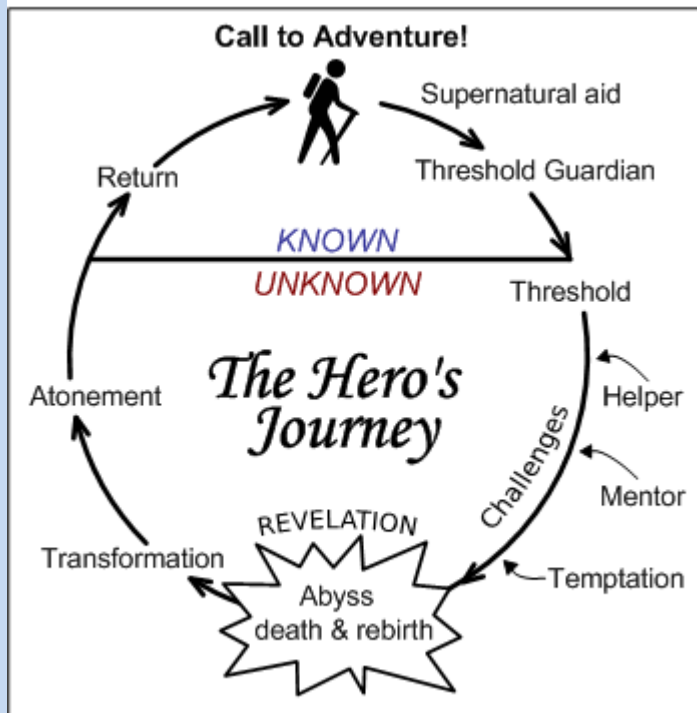 Call to Adventure!
Supernatural aid
Threshold Guardian
Return
KNOWN
UNKNOWN
Threshold
The Hero's
Journey
Helper
Atonement
Challenges
Mentor
REVELATION
Transformation
Temptation
Abyss
death & rebirth